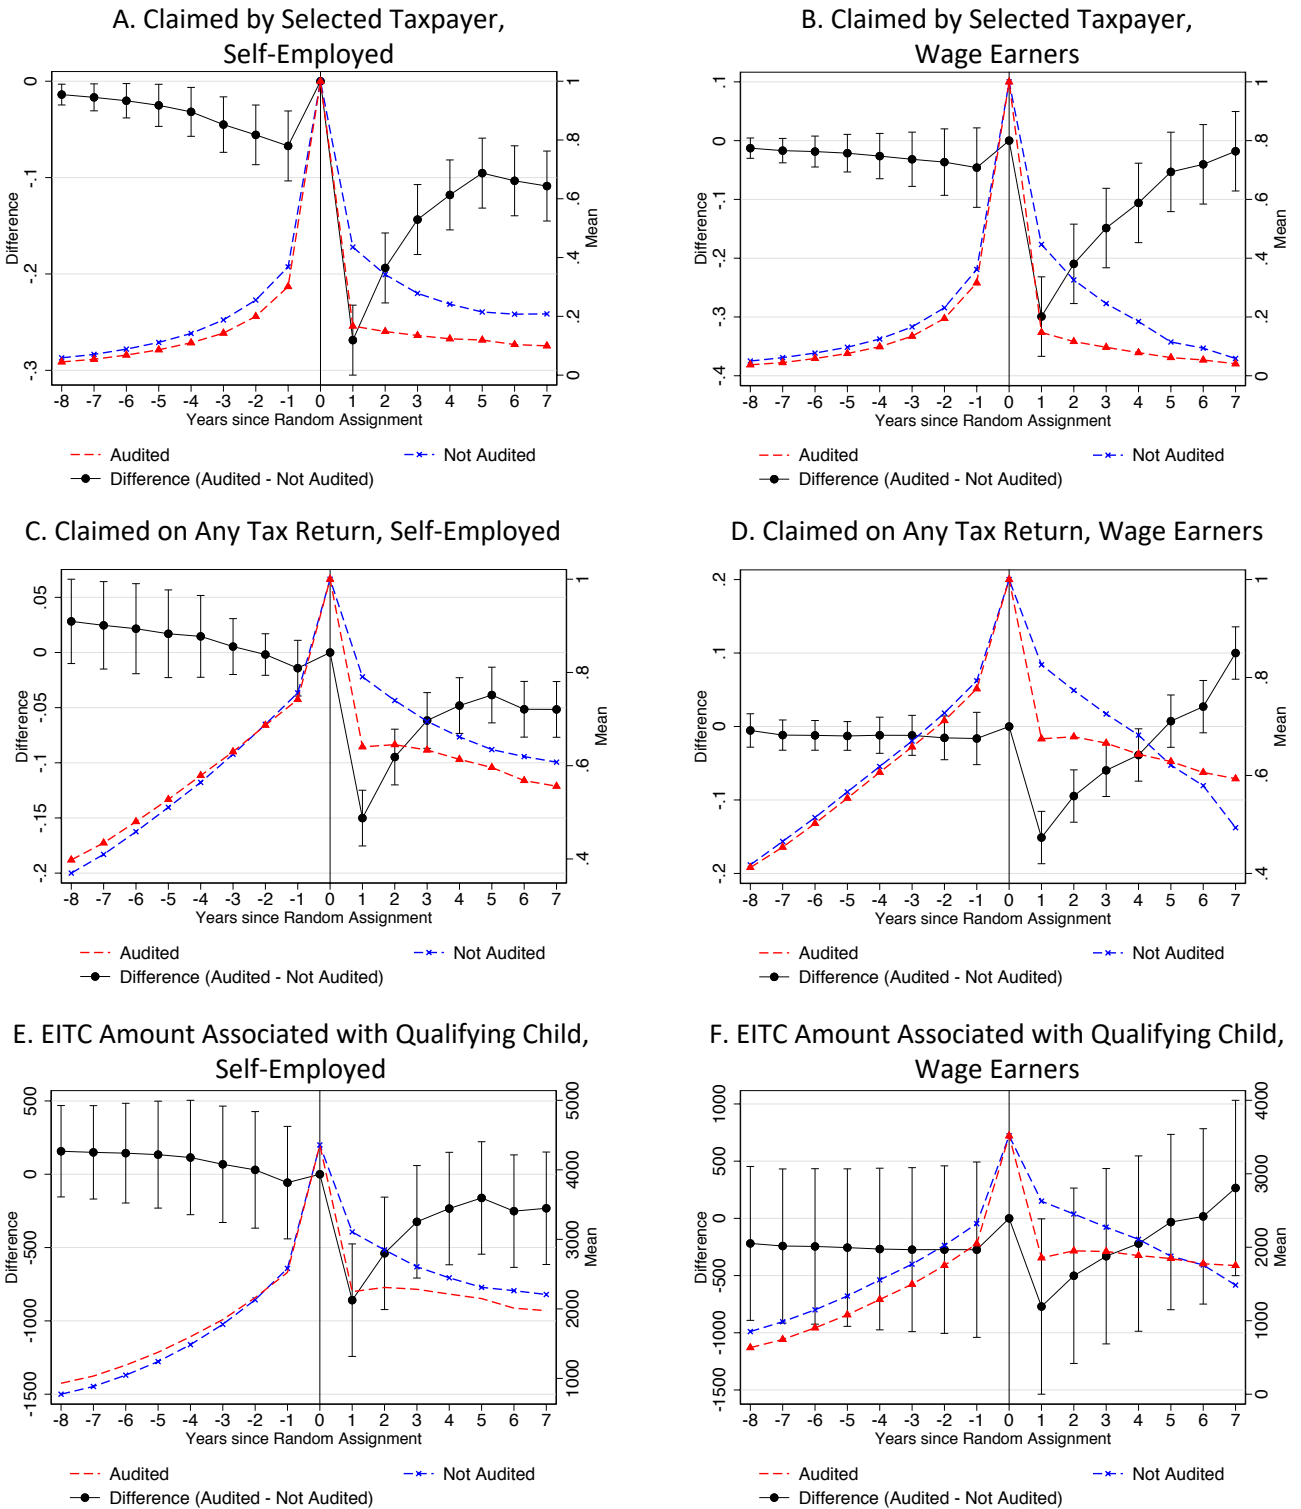 A. Claimed by Selected Taxpayer,
Self-Employed
0
-.1
-.2
-.3
Difference
1
.8
.6
.4
.2
0
Mean
-8 -7 -6 -5 -4 -3 -2 -1 0 1 2 3 4 5 6 7
Years since Random Assignment
Audited
Not Audited
Difference (Audited - Not Audited)
B. Claimed by Selected Taxpayer,
Wage Earners
.1
0
-.1
-.2
-.3
-.4
Difference
1
.8
.6
.4
.2
0
Mean
-8 -7 -6 -5 -4 -3 -2 -1 0 1 2 3 4 5 6 7
Years since Random Assignment
Audited
Not Audited
Difference (Audited - Not Audited)
C. Claimed on Any Tax Return, Self-Employed
.05
0
-.05
-.1
-.15
-.2
Difference
1
.8
.6
.4
Mean
-8 -7 -6 -5 -4 -3 -2 -1 0 1 2 3 4 5 6 7
Years since Random Assignment
Audited
Not Audited
Difference (Audited - Not Audited)
D. Claimed on Any Tax Return, Wage Earners
.2
.1
0
-.1
-.2
Difference
1
.8
.6
.4
Mean
-8 -7 -6 -5 -4 -3 -2 -1 0 1 2 3 4 5 6 7
Years since Random Assignment
Audited
Not Audited
Difference (Audited - Not Audited)
E. EITC Amount Associated with Qualifying Child,
Self-Employed
500
0
-500
-1000
-1500
Difference
5000
4000
3000
2000
1000
Mean
-8 -7 -6 -5 -4 -3 -2 -1 0 1 2 3 4 5 6 7
Years since Random Assignment
Audited
Not Audited
Difference (Audited - Not Audited)
F. EITC Amount Associated with Qualifying Child,
Wage Earners
1000
500
0
-500
-1000
-1500
Difference
4000
3000
2000
1000
0
Mean
-8 -7 -6 -5 -4 -3 -2 -1 0 1 2 3 4 5 6 7
Years since Random Assignment
Audited
Not Audited
Difference (Audited - Not Audited)